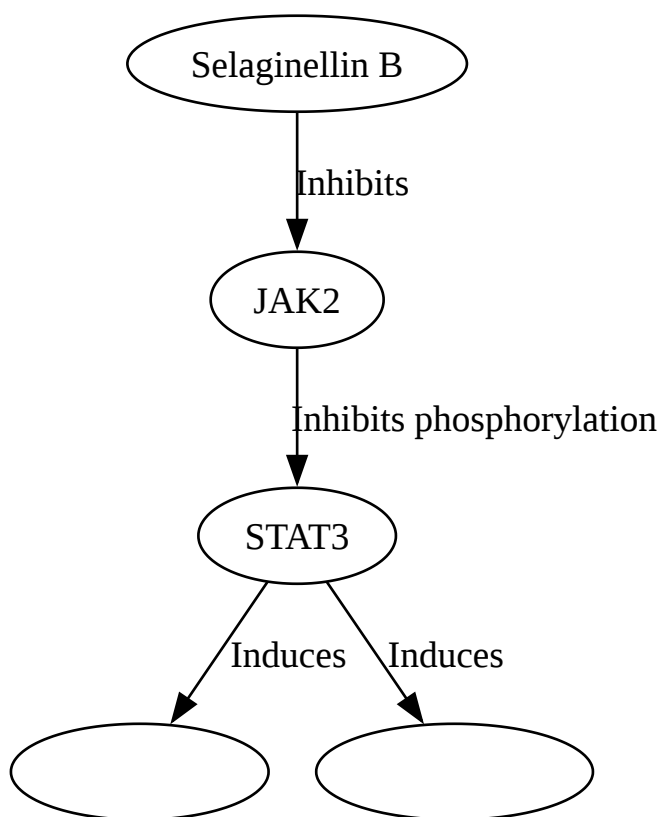 Selaginellin B
Inhibits
JAK2
Inhibits phosphorylation
STAT3
Induces
Induces